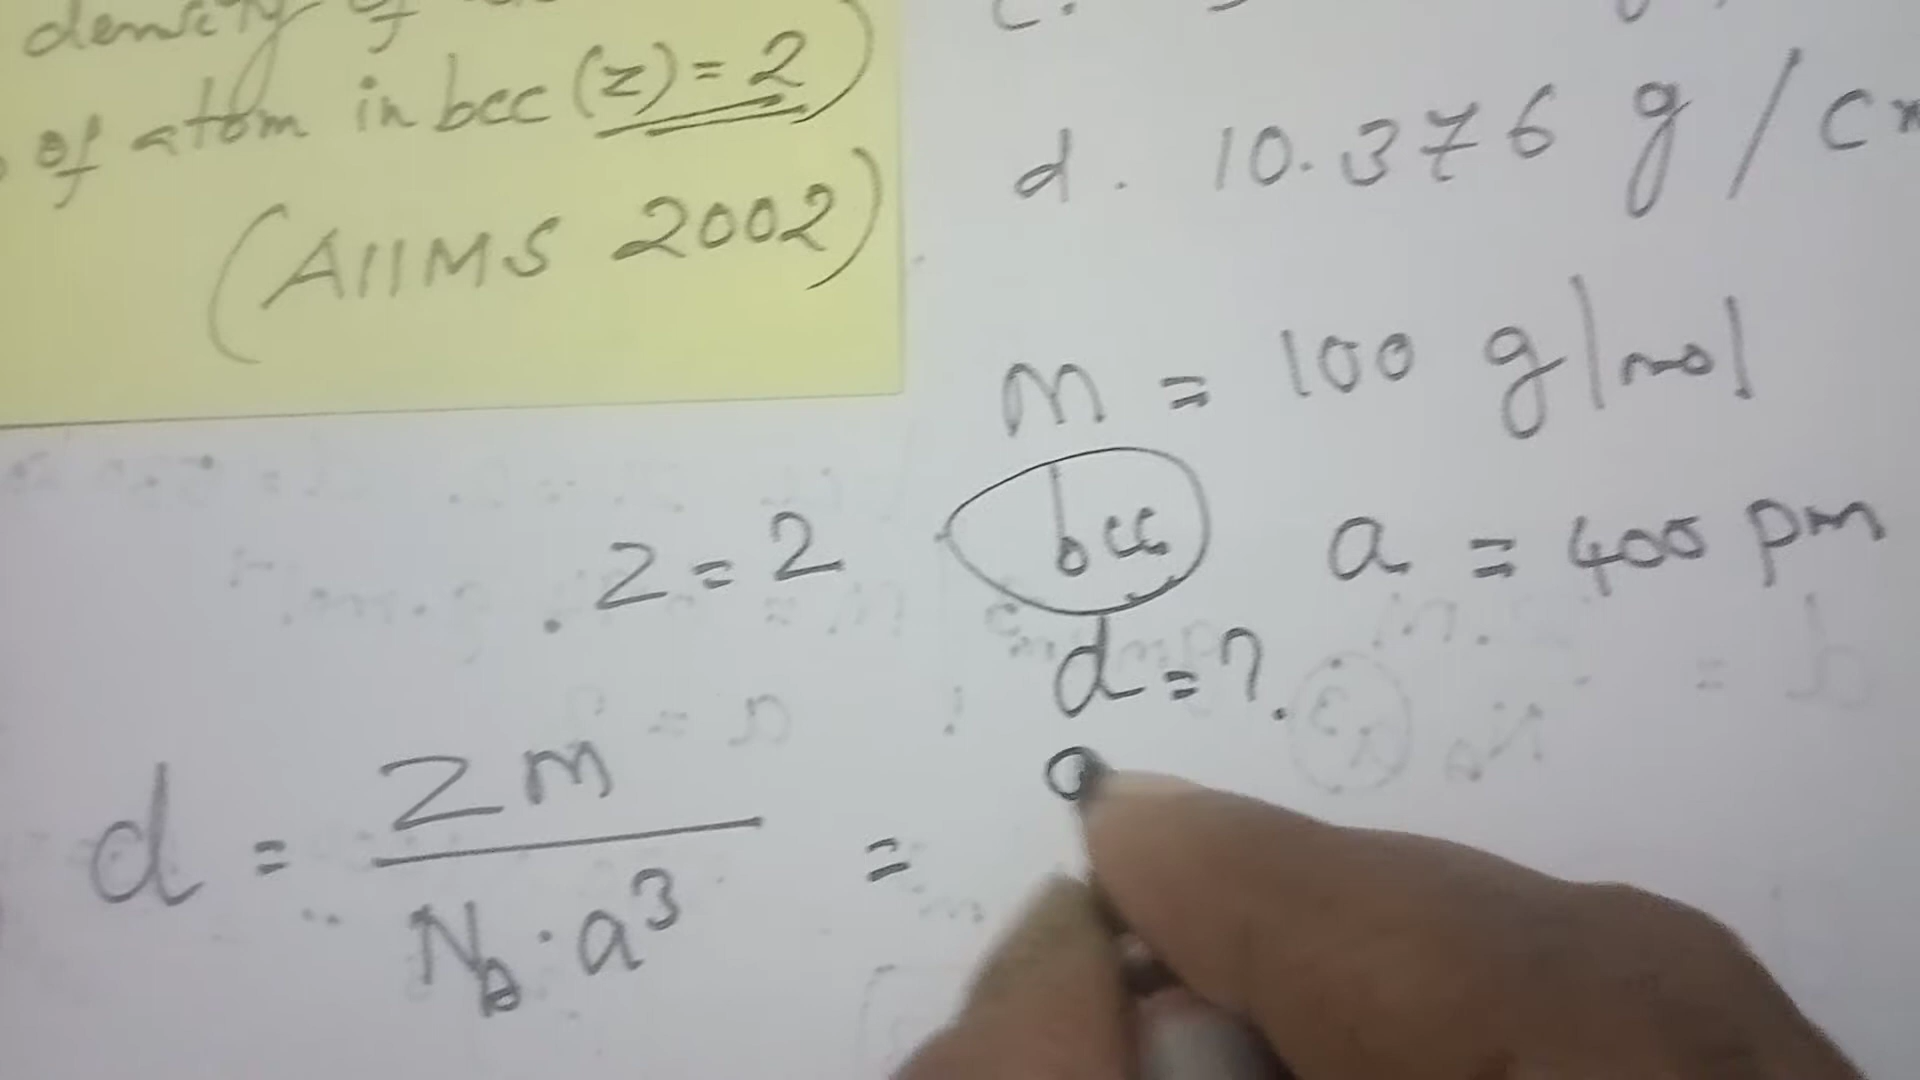 density of
of atom in bcc (z) = 2)
(AIIMS 2002)
d. 10.376 g/cm
m = 100 g/mol
z = 2 bcc a = 400 pm
d = ?
d = Zm / N₀ · a³ =